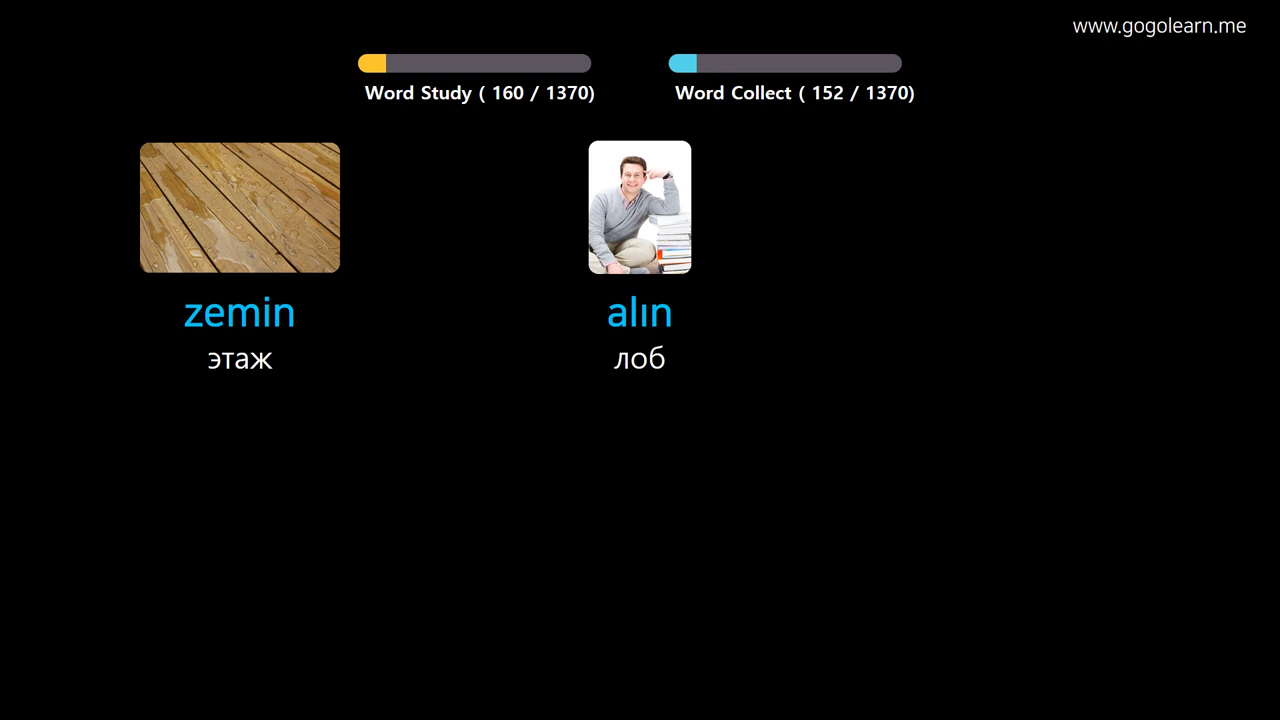 www.gogolearn.me
Word Study ( 160 / 1370)
Word Collect ( 152 / 1370)
zemin
этаж
alın
лоб